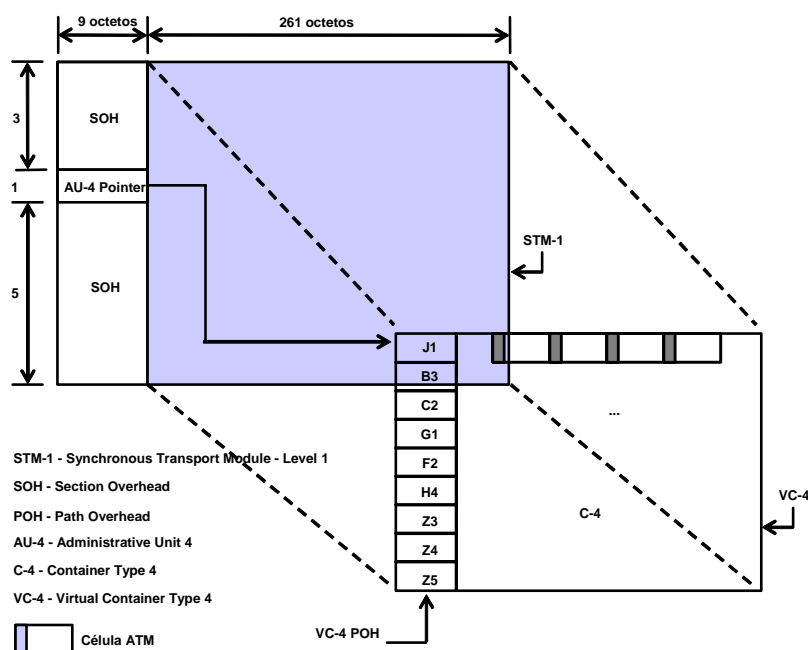 9 octetos
261 octetos
3
SOH
1
AU-4 Pointer
5
SOH
STM-1
J1
B3
C2
G1
F2
H4
Z3
Z4
Z5
...
C-4
VC-4
STM-1 - Synchronous Transport Module - Level 1
SOH - Section Overhead
POH - Path Overhead
AU-4 - Administrative Unit 4
C-4 - Container Type 4
VC-4 - Virtual Container Type 4
Célula ATM
VC-4 POH